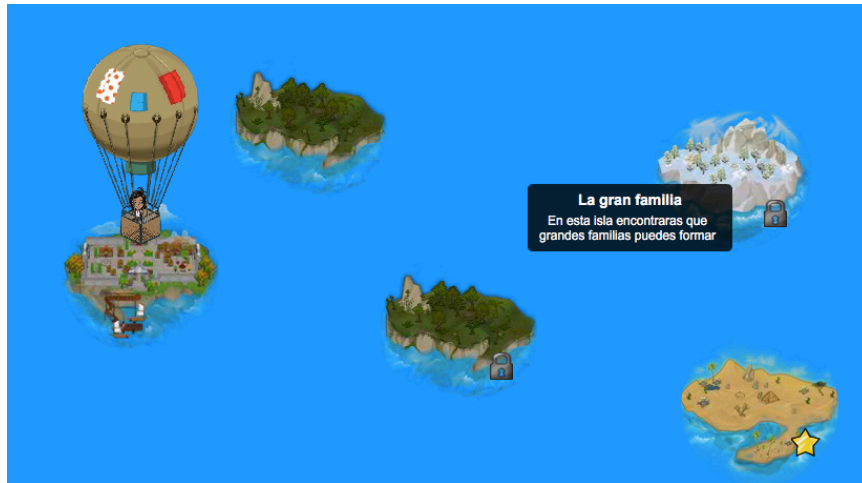 La gran familia
En esta isla encontraras que
grandes familias puedes formar